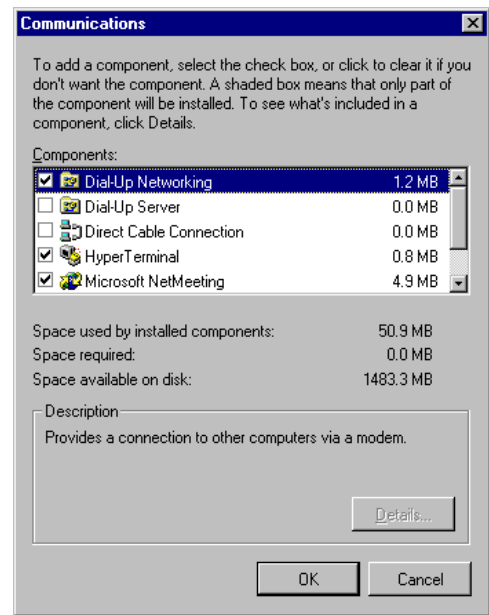 Communications
To add a component, select the check box, or click to clear it if you
don't want the component. A shaded box means that only part of
the component will be installed. To see what's included in a
component, click Details.
Components:
Dial-Up Networking 1.2 MB
Dial-Up Server 0.0 MB
Direct Cable Connection 0.0 MB
HyperTerminal 0.8 MB
Microsoft NetMeeting 4.9 MB
Space used by installed components: 50.9 MB
Space required: 0.0 MB
Space available on disk: 1483.3 MB
Description
Provides a connection to other computers via a modem.
Details...
OK Cancel